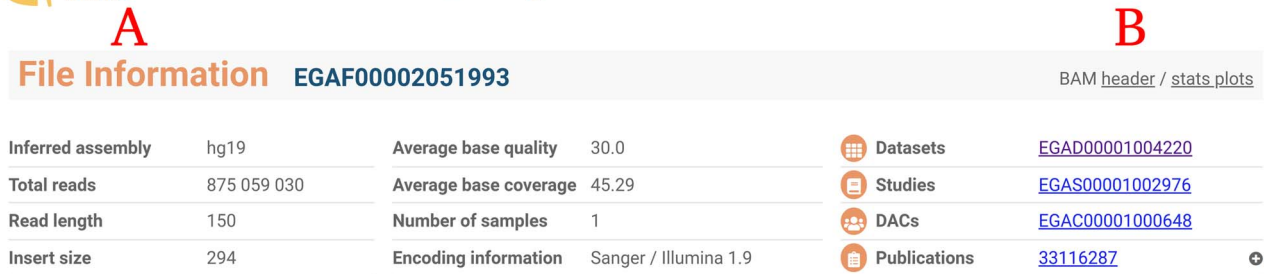 A B
File Information EGAF00002051993 BAM header / stats plots
Inferred assembly hg19 Average base quality 30.0 Datasets EGAD00001004220
Total reads 875 059 030 Average base coverage 45.29 Studies EGAS00001002976
Read length 150 Number of samples 1 DACs EGAC00001000648
Insert size 294 Encoding information Sanger / Illumina 1.9 Publications 33116287